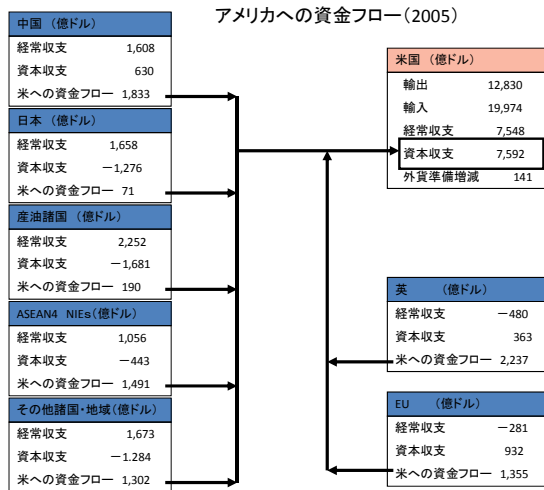 アメリカへの資金フロー（2005）
中国 （億ドル）
経常収支 1,608
資本収支 630
米への資金フロー 1,833
日本 （億ドル）
経常収支 1,658
資本収支 －1,276
米への資金フロー 71
産油諸国 （億ドル）
経常収支 2,252
資本収支 －1,681
米への資金フロー 190
ASEAN4 NIEs（億ドル）
経常収支 1,056
資本収支 －443
米への資金フロー 1,491
その他諸国・地域（億ドル）
経常収支 1,673
資本収支 －1.284
米への資金フロー 1,302
米国 （億ドル）
輸出 12,830
輸入 19,974
経常収支 7,548
資本収支 7,592
外貨準備増減 141
英 （億ドル）
経常収支 －480
資本収支 363
米への資金フロー 2,237
EU （億ドル）
経常収支 －281
資本収支 932
米への資金フロー 1,355